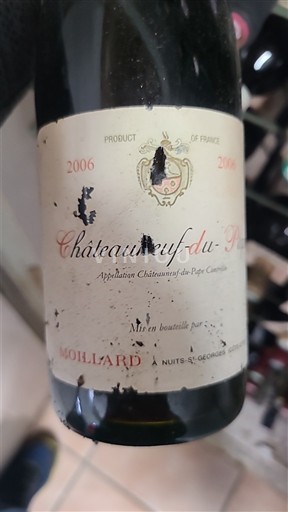 PRODUCT OF FRANCE
2006 2006
Châteauneuf-du-
Appellation Châteauneuf-du-Pape Contrôlée
VINICIO
Mis en bouteille par
MOILLARD A NUITS-ST-GEORGES